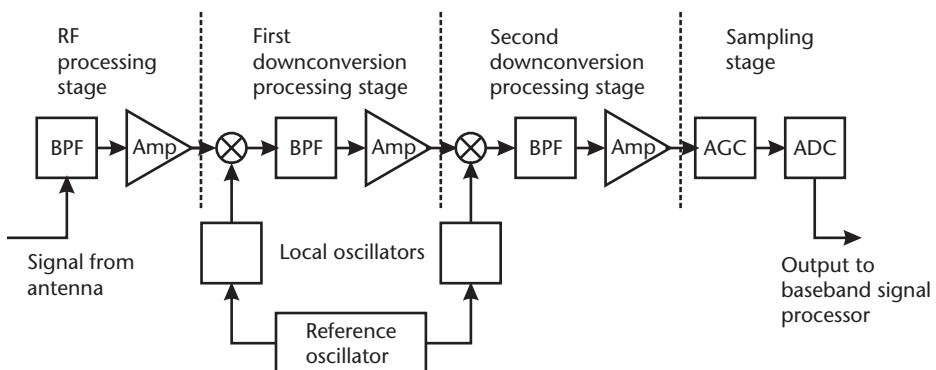 RF
processing
stage
First
downconversion
processing stage
Second
downconversion
processing stage
Sampling
stage
BPF
Amp
BPF
Amp
BPF
Amp
AGC
ADC
Signal from
antenna
Local oscillators
Output to
baseband signal
processor
Reference
oscillator